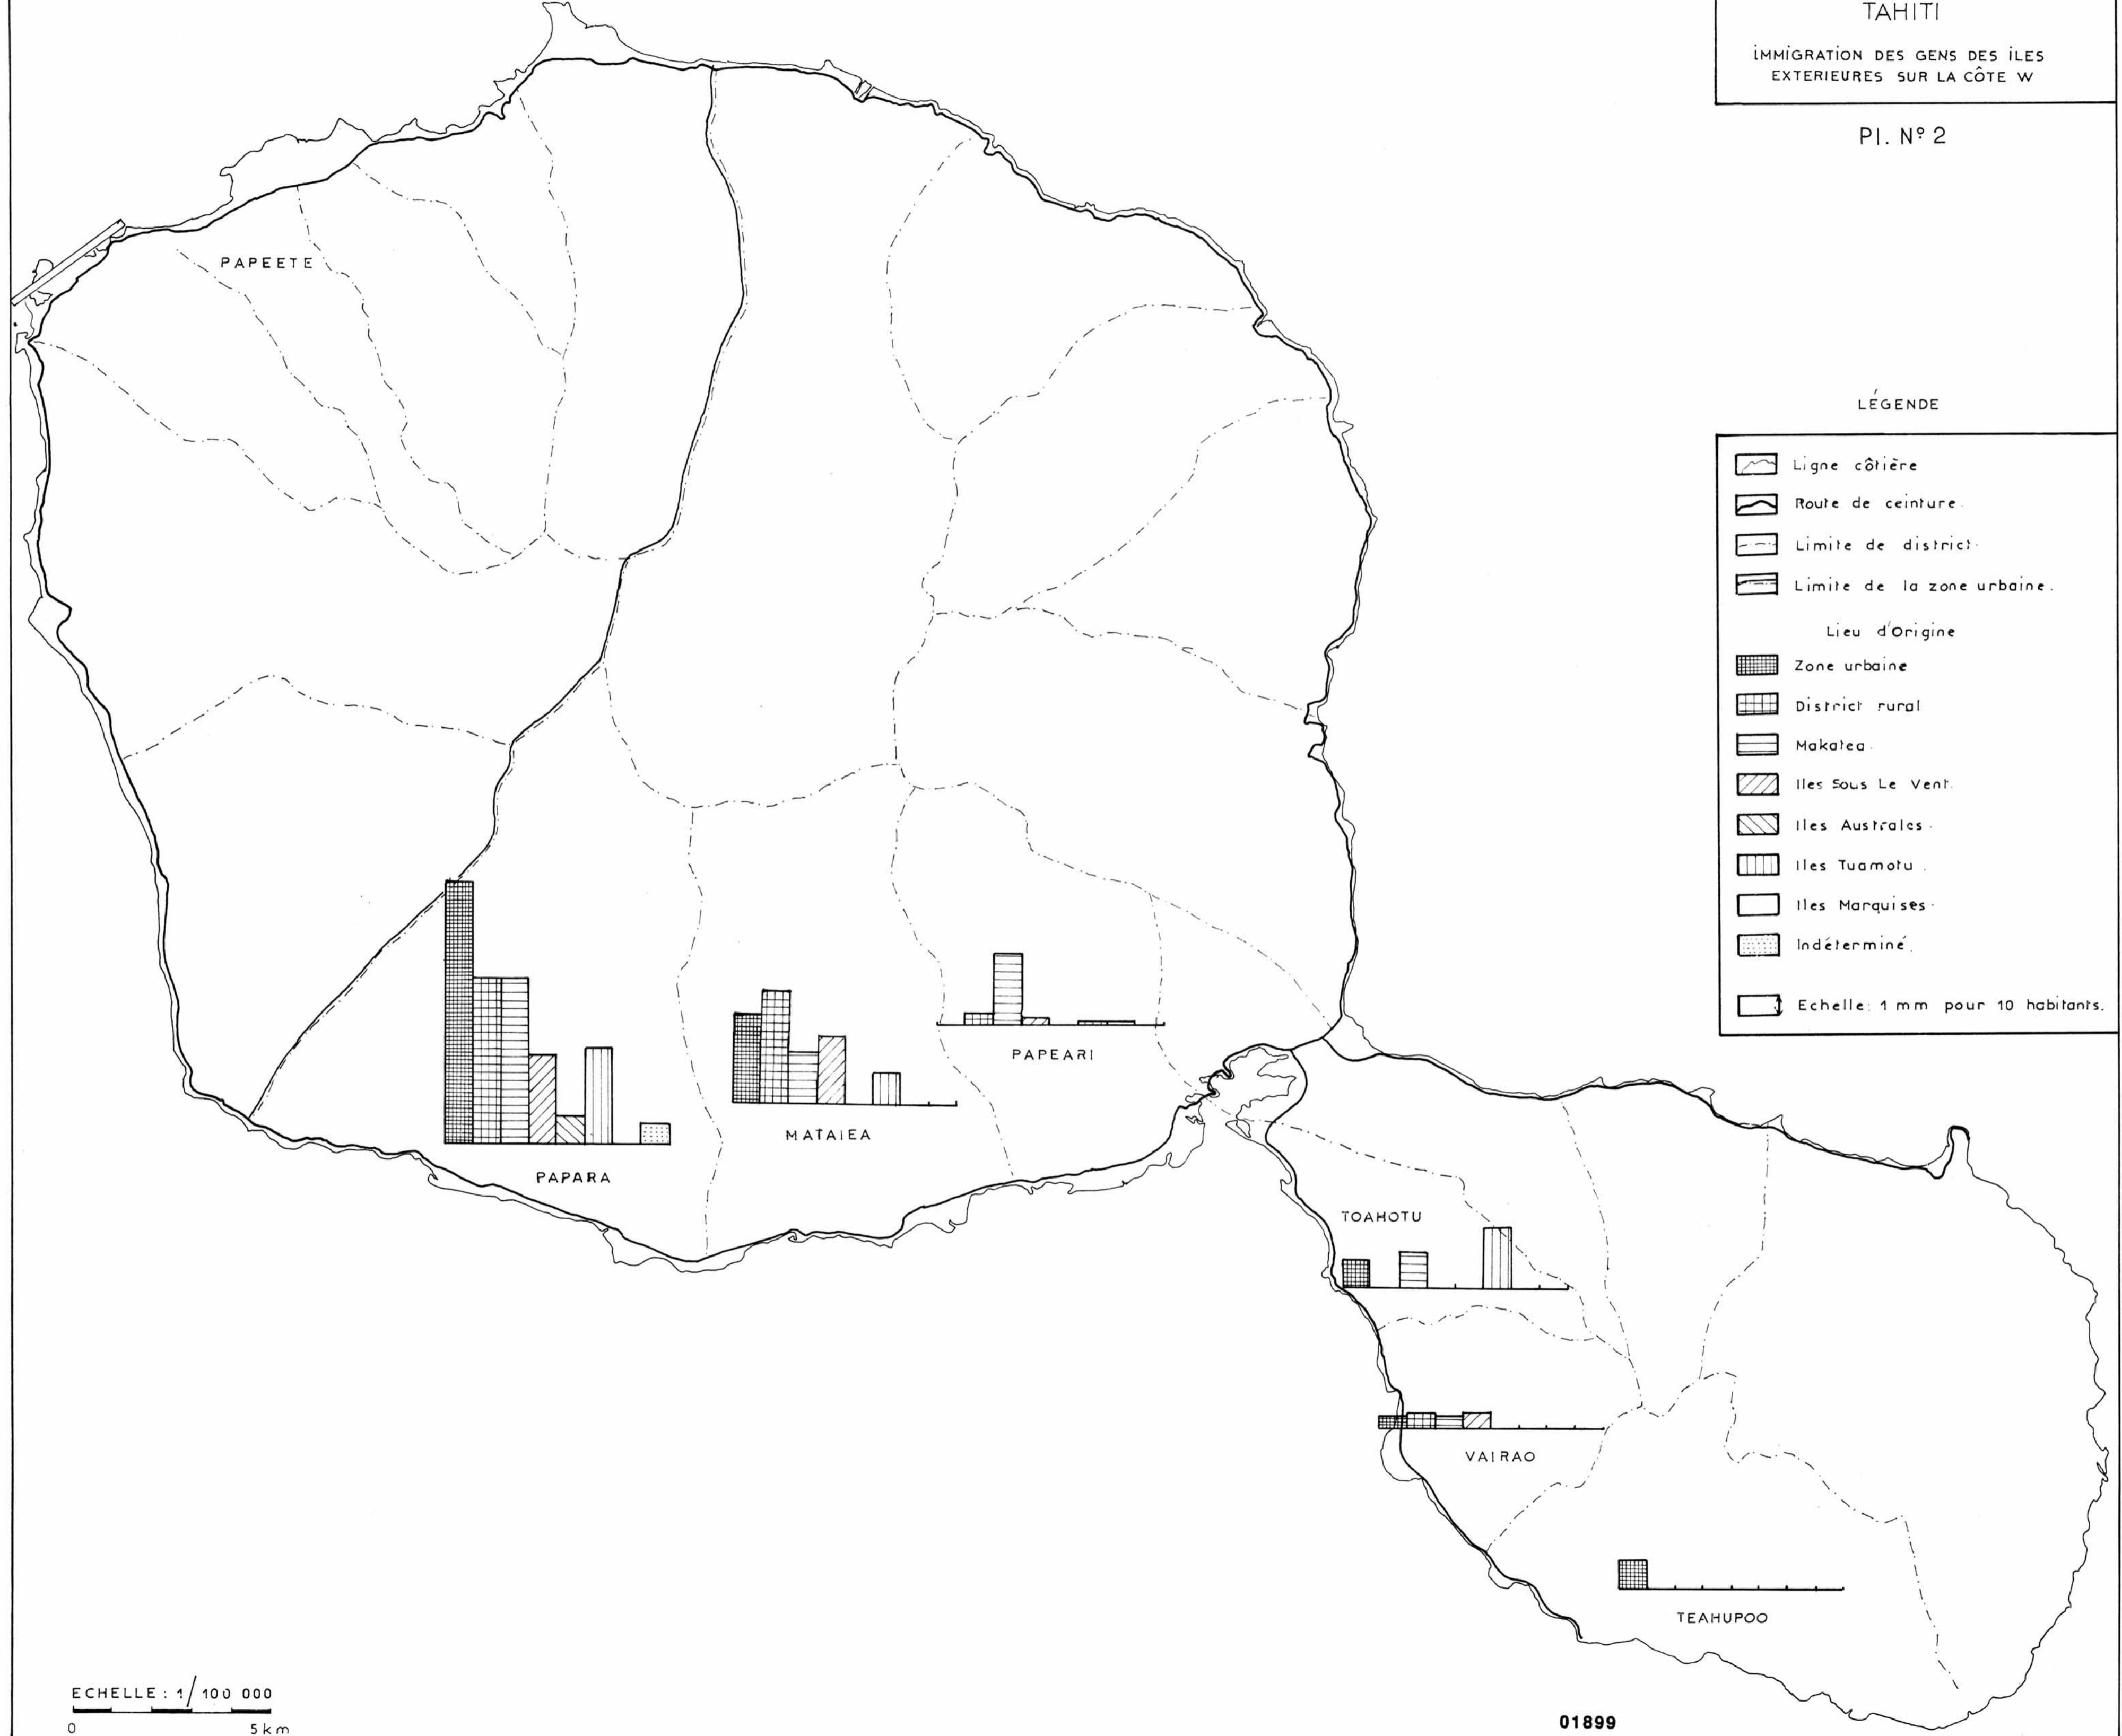 TAHITI
IMMIGRATION DES GENS DES ILES
EXTERIEURES SUR LA CÔTE W
Pl. Nº 2
PAPEETE
LÉGENDE
Ligne côtière
Route de ceinture.
Limite de district.
Limite de la zone urbaine.
Lieu d'Origine
Zone urbaine
District rural
Makatea.
Iles Sous Le Vent.
Iles Australes.
Iles Tuamotu.
Iles Marquises.
Indéterminé.
Echelle: 1 mm pour 10 habitants.
PAPEARI
MATAIEA
PAPARA
TOAHOTU
VAIRAO
TEAHUPOO
ECHELLE: 1/100 000
0 5 km
01899